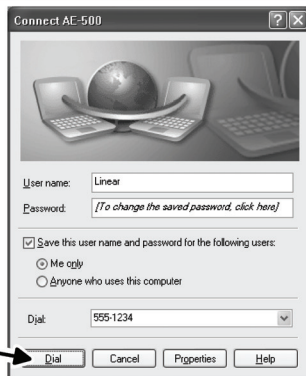 Connect AE-500
User name: Linear
Password: [To change the saved password, click here]
Save this user name and password for the following users:
Me only
Anyone who uses this computer
Dial: 555-1234
Dial Cancel Properties Help